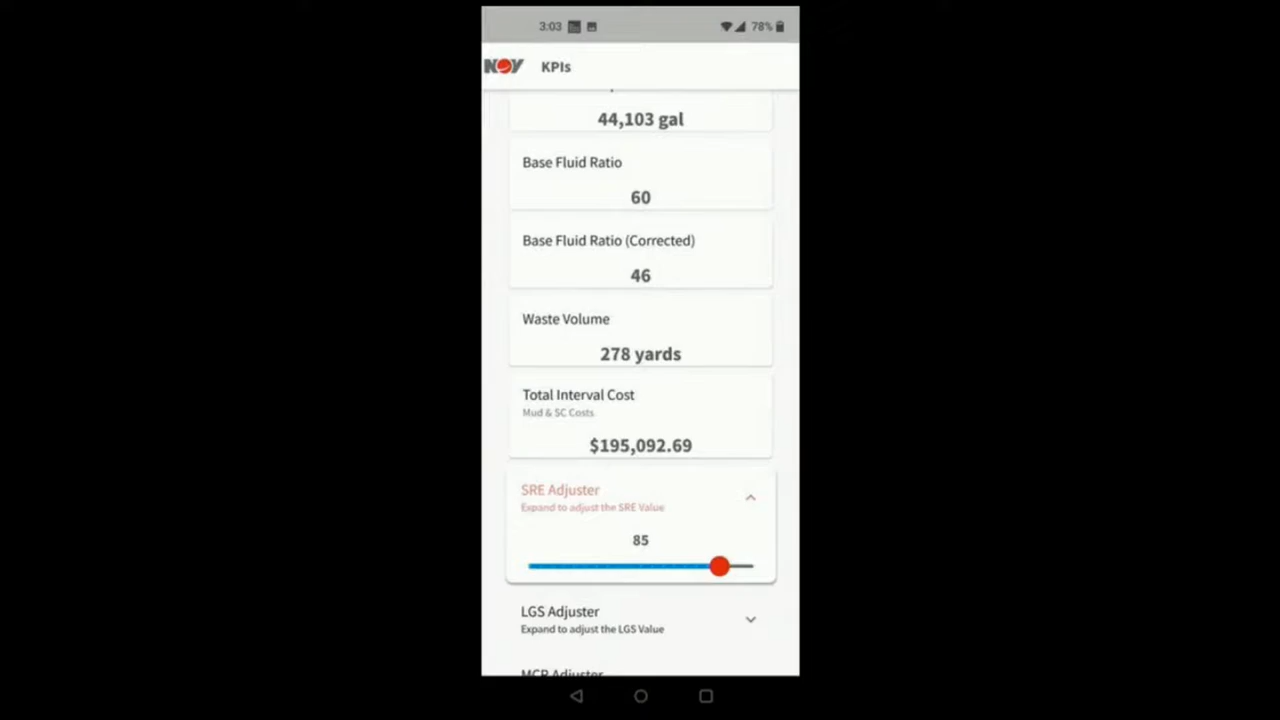 3:03
78%
NOV
KPIs
44,103 gal
Base Fluid Ratio
60
Base Fluid Ratio (Corrected)
46
Waste Volume
278 yards
Total Interval Cost
Mud & SC Costs
$195,092.69
SRE Adjuster
Expand to adjust the SRE Value
85
LGS Adjuster
Expand to adjust the LGS Value